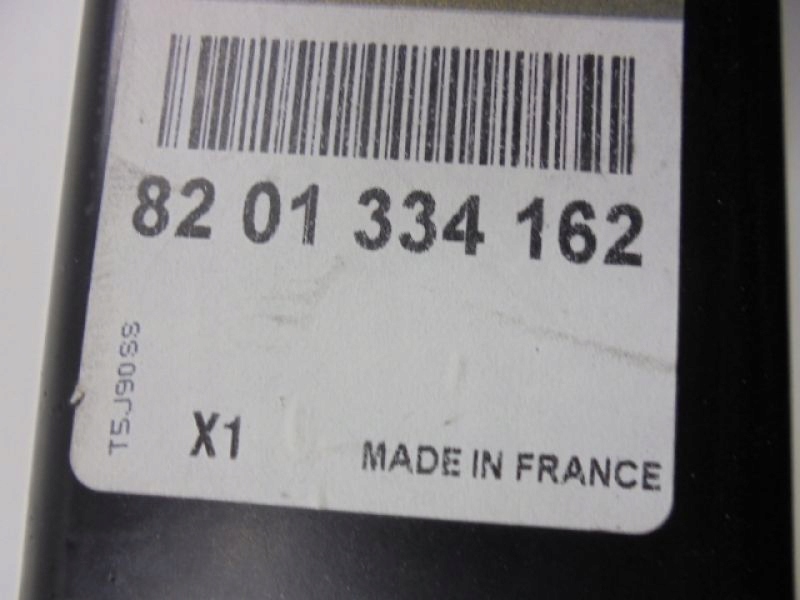 82 01 334 162
T5J90SS
X1
MADE IN FRANCE